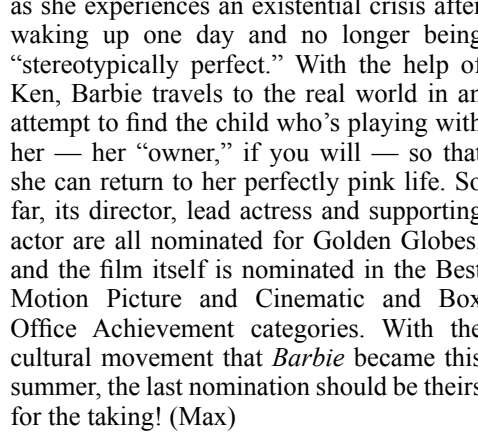 as she experiences an existential crisis after
waking up one day and no longer being
“stereotypically perfect.” With the help of
Ken, Barbie travels to the real world in an
attempt to find the child who’s playing with
her — her “owner,” if you will — so that
she can return to her perfectly pink life. So
far, its director, lead actress and supporting
actor are all nominated for Golden Globes,
and the film itself is nominated in the Best
Motion Picture and Cinematic and Box
Office Achievement categories. With the
cultural movement that Barbie became this
summer, the last nomination should be theirs
for the taking! (Max)